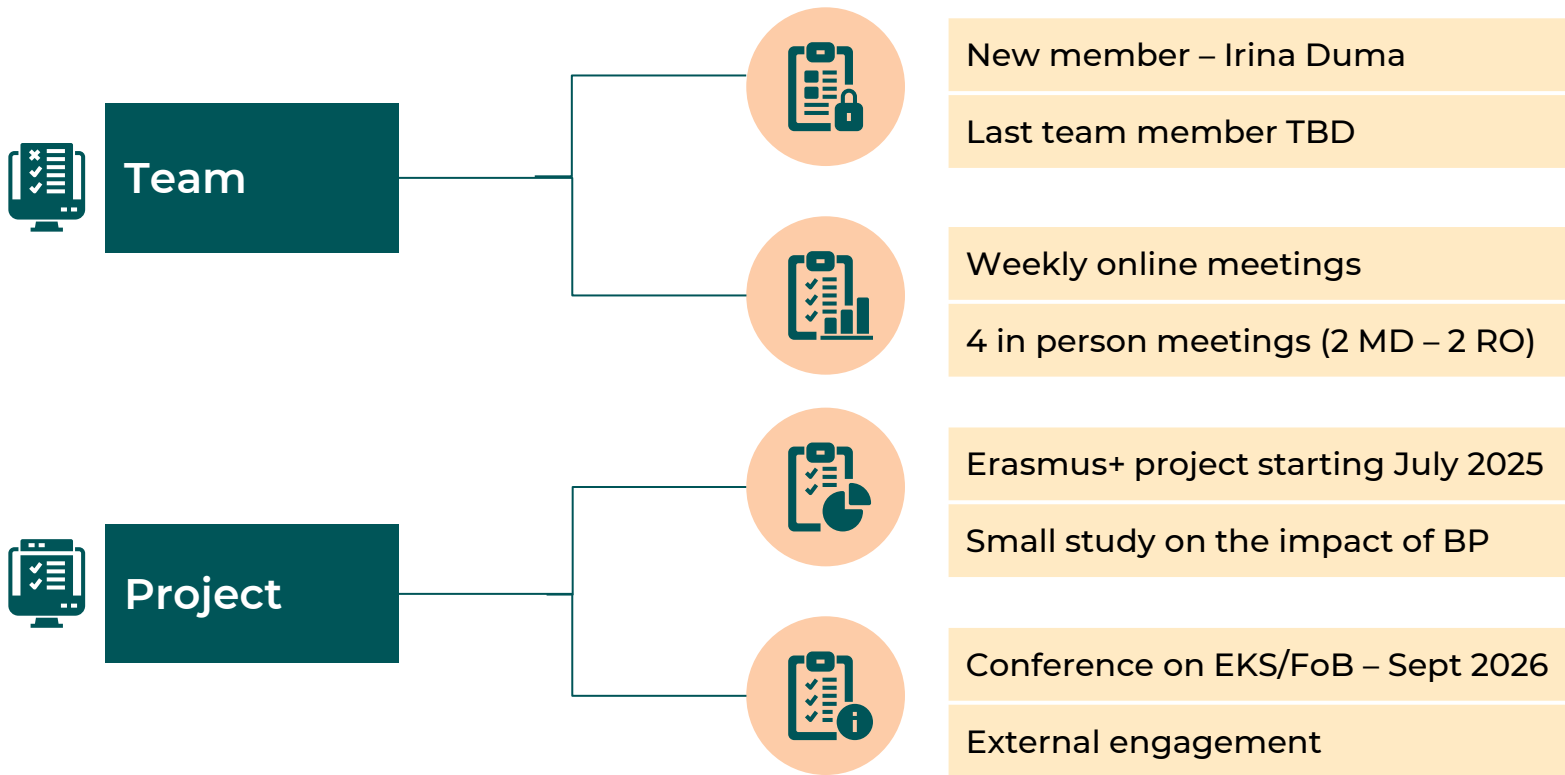 Team
New member – Irina Duma
Last team member TBD
Weekly online meetings
4 in person meetings (2 MD – 2 RO)
Project
Erasmus+ project starting July 2025
Small study on the impact of BP
Conference on EKS/FoB – Sept 2026
External engagement